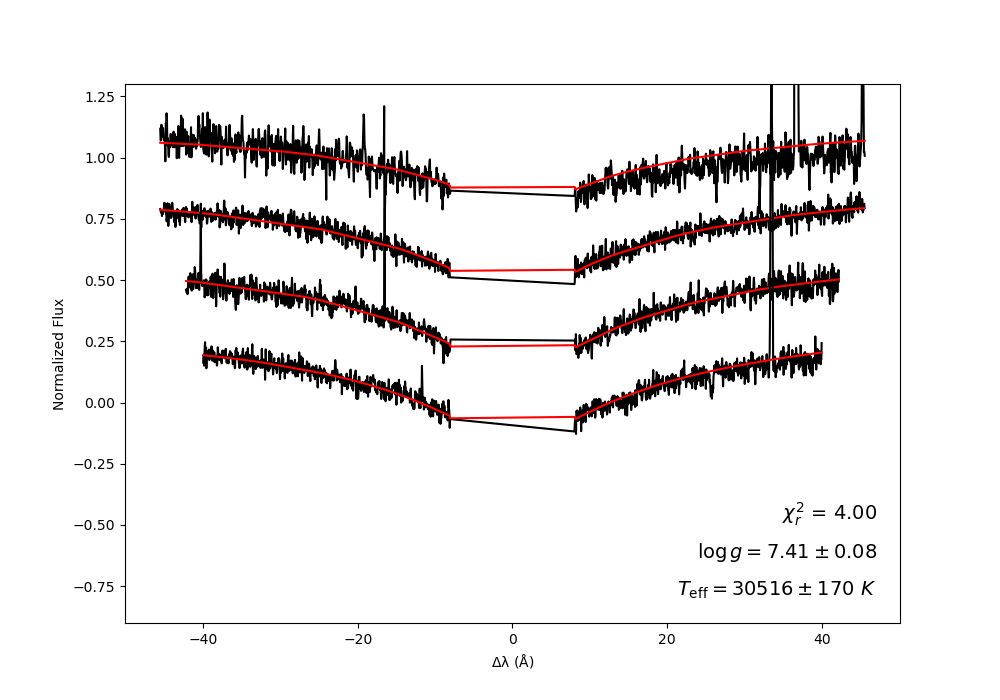 1.25
1.00
0.75
0.50
0.25
0.00
−0.25
−0.50
−0.75
Normalized Flux
χ²ᵣ = 4.00
log g = 7.41 ± 0.08
T_eff = 30516 ± 170 K
−40 −20 0 20 40
Δλ (Å)